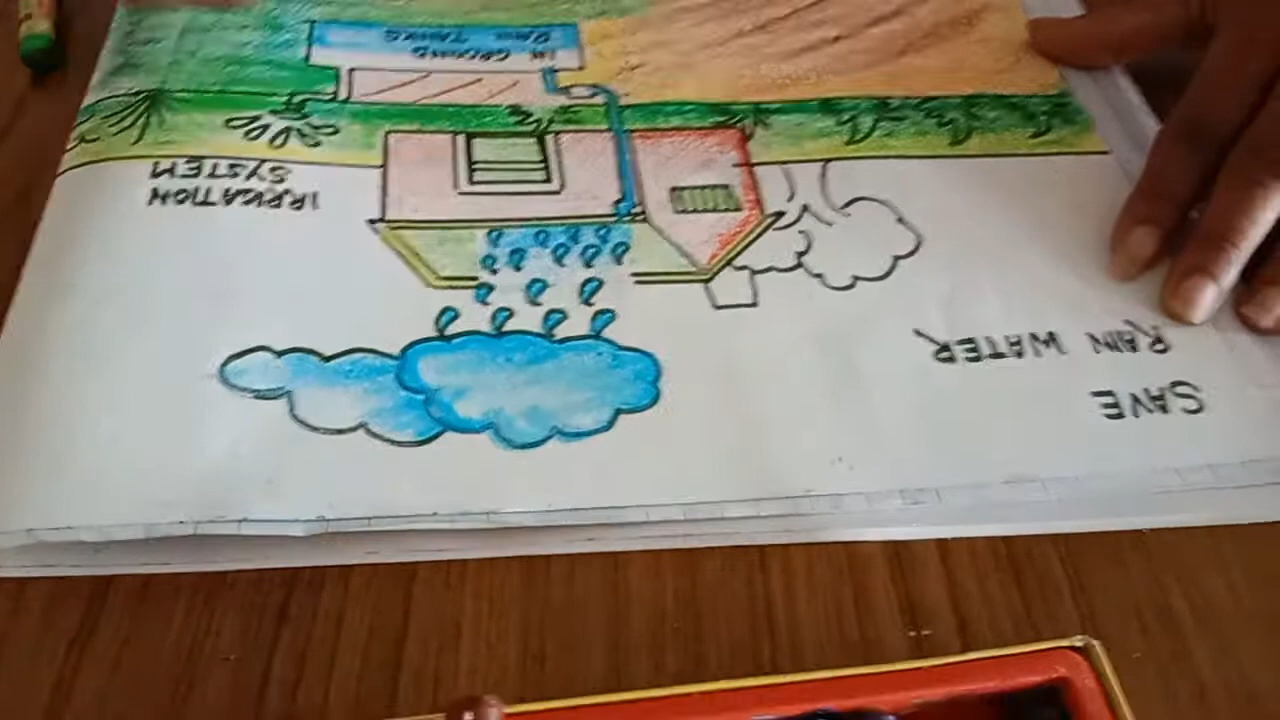 SAVE
RAIN WATER
IRRIGATION
SYSTEM
IN GROUND
RAIN TANKS